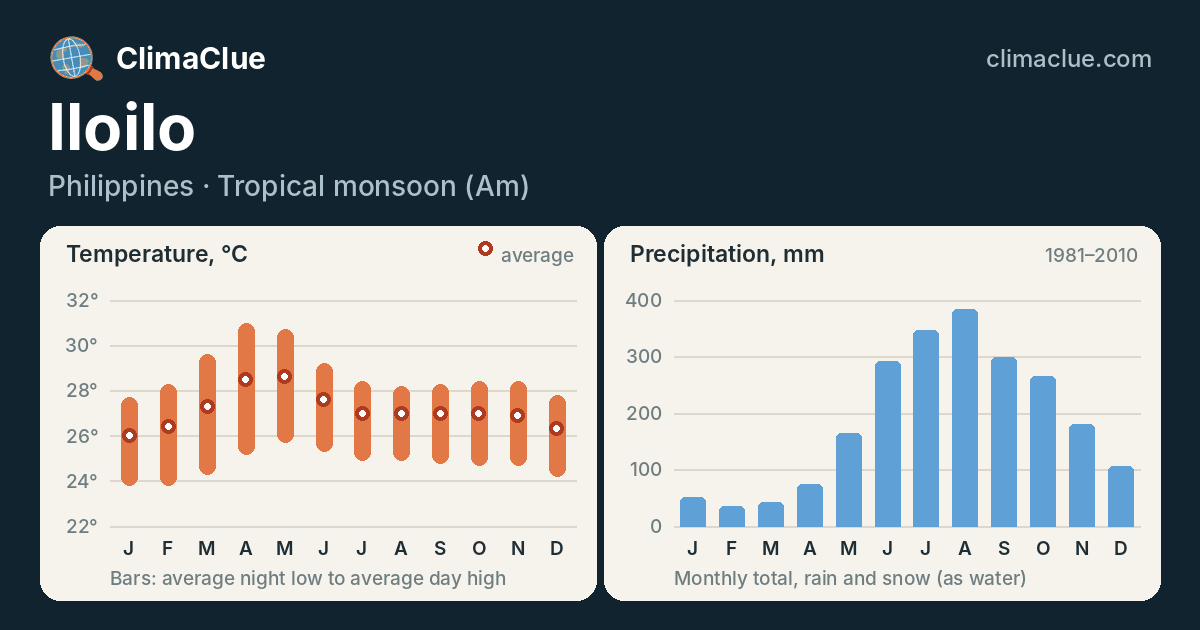 ClimaClue
climaclue.com
Iloilo
Philippines · Tropical monsoon (Am)
Temperature, °C
average
32°
30°
28°
26°
24°
22°
J F M A M J J A S O N D
Bars: average night low to average day high
Precipitation, mm
1981–2010
400
300
200
100
0
J F M A M J J A S O N D
Monthly total, rain and snow (as water)